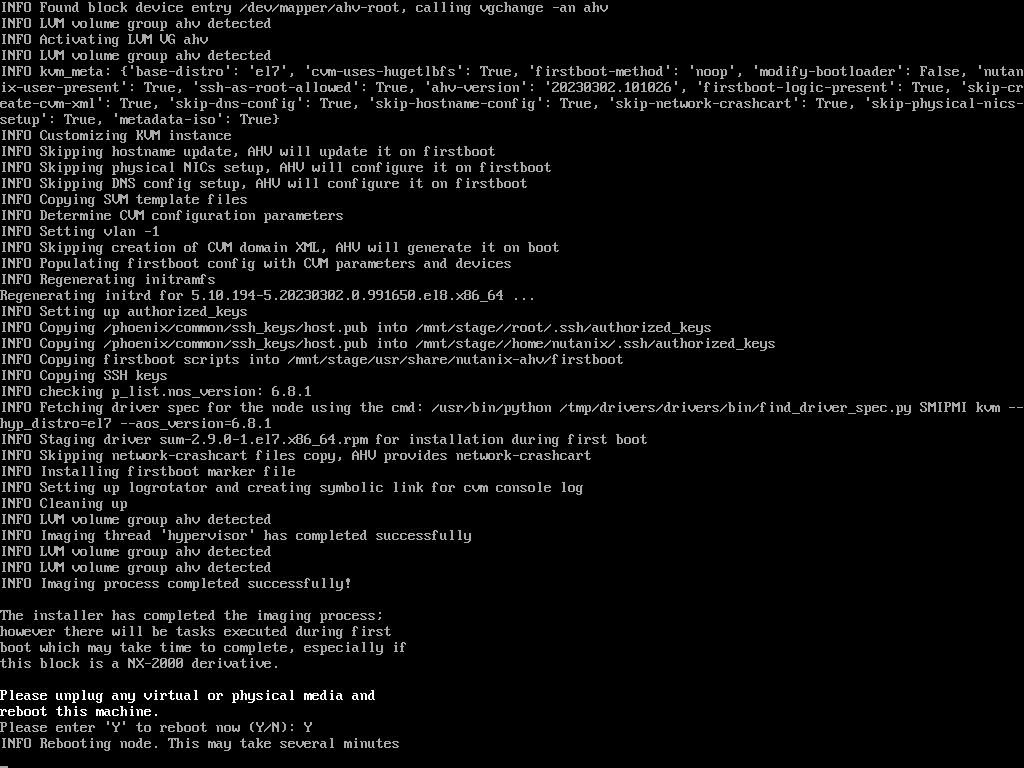 INFO Found block device entry /dev/mapper/ahv-root, calling vgchange -an ahv
INFO LVM volume group ahv detected
INFO Activating LVM VG ahv
INFO LVM volume group ahv detected
INFO kvm_meta: {'base-distro': 'el7', 'cvm-uses-hugetlbfs': True, 'firstboot-method': 'noop', 'modify-bootloader': False, 'nutan
ix-user-present': True, 'ssh-as-root-allowed': True, 'ahv-version': '20230302.101026', 'firstboot-logic-present': True, 'skip-cr
eate-cvm-xml': True, 'skip-dns-config': True, 'skip-hostname-config': True, 'skip-network-crashcart': True, 'skip-physical-nics-
setup': True, 'metadata-iso': True}
INFO Customizing KVM instance
INFO Skipping hostname update, AHV will update it on firstboot
INFO Skipping physical NICs setup, AHV will configure it on firstboot
INFO Skipping DNS config setup, AHV will configure it on firstboot
INFO Copying SVM template files
INFO Determine CVM configuration parameters
INFO Setting vlan -1
INFO Skipping creation of CVM domain XML, AHV will generate it on boot
INFO Populating firstboot config with CVM parameters and devices
INFO Regenerating initramfs
Regenerating initrd for 5.10.194-5.20230302.0.991650.el8.x86_64 ...
INFO Setting up authorized_keys
INFO Copying /phoenix/common/ssh_keys/host.pub into /mnt/stage//root/.ssh/authorized_keys
INFO Copying /phoenix/common/ssh_keys/host.pub into /mnt/stage//home/nutanix/.ssh/authorized_keys
INFO Copying firstboot scripts into /mnt/stage/usr/share/nutanix-ahv/firstboot
INFO Copying SSH keys
INFO checking p_list.nos_version: 6.8.1
INFO Fetching driver spec for the node using the cmd: /usr/bin/python /tmp/drivers/drivers/bin/find_driver_spec.py SMIPMI kvm --
hyp_distro=el7 --aos_version=6.8.1
INFO Staging driver sum-2.9.0-1.el7.x86_64.rpm for installation during first boot
INFO Skipping network-crashcart files copy, AHV provides network-crashcart
INFO Installing firstboot marker file
INFO Setting up logrotator and creating symbolic link for cvm console log
INFO Cleaning up
INFO LVM volume group ahv detected
INFO Imaging thread 'hypervisor' has completed successfully
INFO LVM volume group ahv detected
INFO LVM volume group ahv detected
INFO Imaging process completed successfully!
The installer has completed the imaging process;
however there will be tasks executed during first
boot which may take time to complete, especially if
this block is a NX-2000 derivative.
Please unplug any virtual or physical media and
reboot this machine.
Please enter 'Y' to reboot now (Y/N): Y
INFO Rebooting node. This may take several minutes